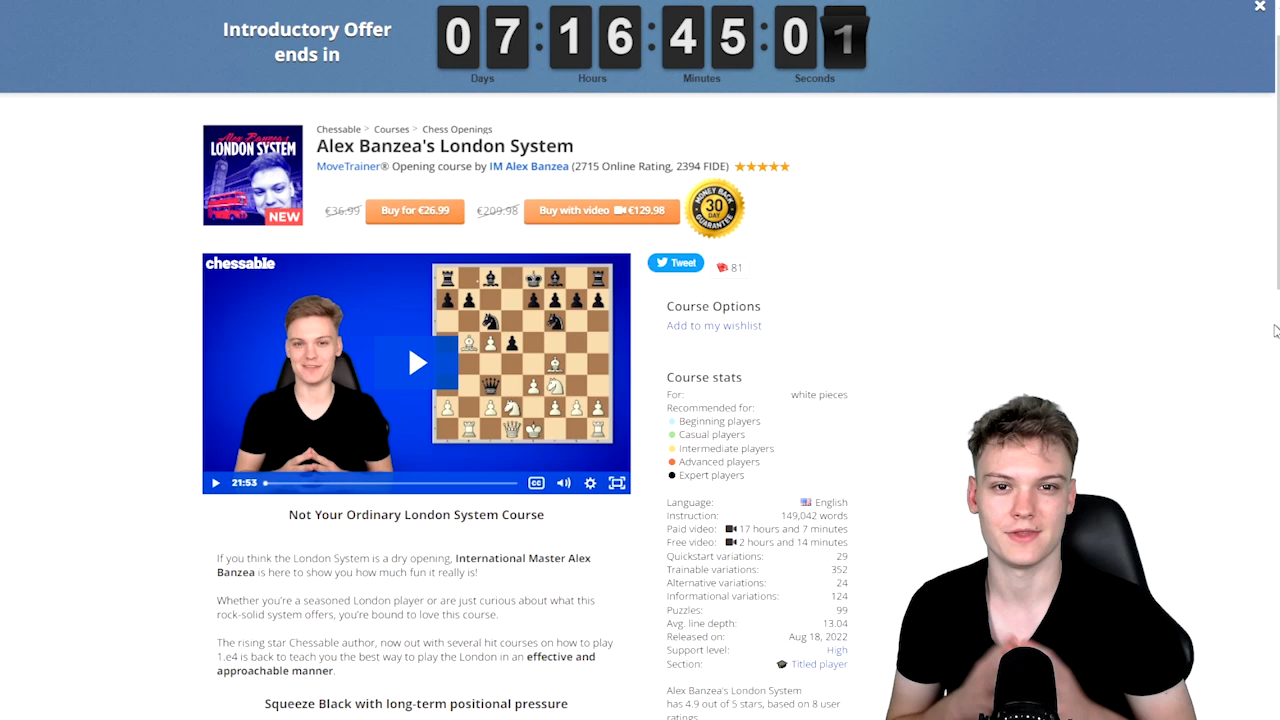 Introductory Offer
ends in
07 : 16 : 45 : 01
Days Hours Minutes Seconds
Alex Banzea's
LONDON SYSTEM
NEW
Chessable > Courses > Chess Openings
Alex Banzea's London System
MoveTrainer® Opening course by IM Alex Banzea (2715 Online Rating, 2394 FIDE)
€36.99 Buy for €26.99 €209.98 Buy with video €129.98
MONEY BACK
30
DAY
GUARANTEE
chessable
21:53
CC
Tweet
81
Course Options
Add to my wishlist
Course stats
For: white pieces
Recommended for:
Beginning players
Casual players
Intermediate players
Advanced players
Expert players
Language: English
Instruction: 149,042 words
Paid video: 17 hours and 7 minutes
Free video: 2 hours and 14 minutes
Quickstart variations: 29
Trainable variations: 352
Alternative variations: 24
Informational variations: 124
Puzzles: 99
Avg. line depth: 13.04
Released on: Aug 18, 2022
Support level: High
Section: Titled player
Alex Banzea's London System
has 4.9 out of 5 stars, based on 8 user
ratings
Not Your Ordinary London System Course
If you think the London System is a dry opening, International Master Alex
Banzea is here to show you how much fun it really is!
Whether you're a seasoned London player or are just curious about what this
rock-solid system offers, you're bound to love this course.
The rising star Chessable author, now out with several hit courses on how to play
1.e4 is back to teach you the best way to play the London in an effective and
approachable manner.
Squeeze Black with long-term positional pressure